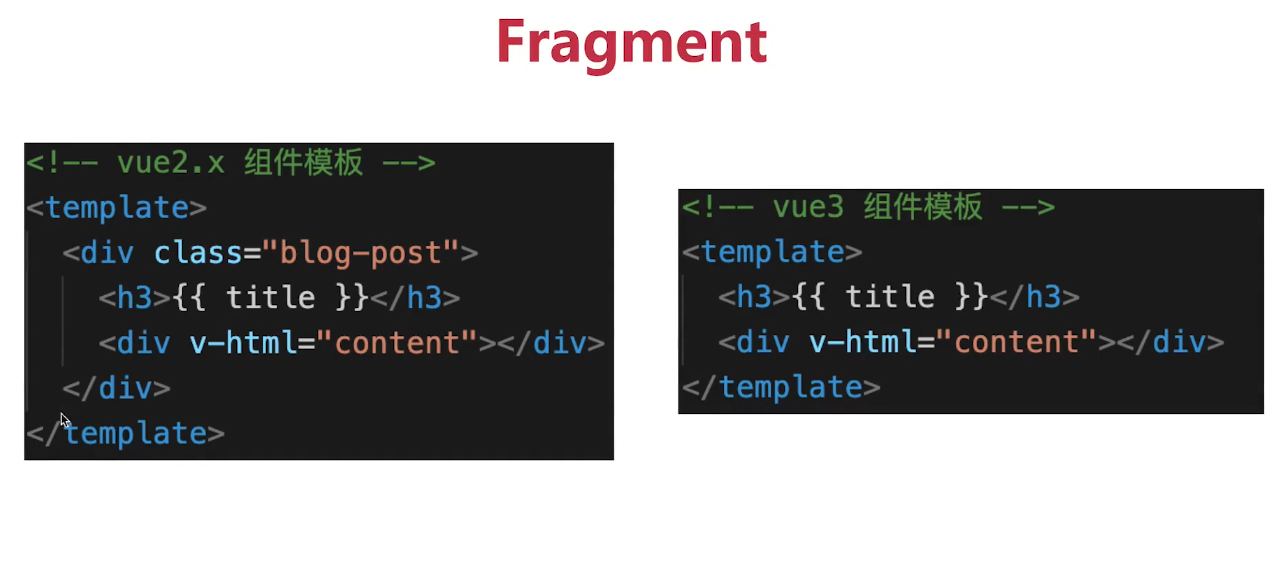 Fragment
<!-- vue2.x 组件模板 -->
<template>
  <div class="blog-post">
    <h3>{{ title }}</h3>
    <div v-html="content"></div>
  </div>
</template>
<!-- vue3 组件模板 -->
<template>
  <h3>{{ title }}</h3>
  <div v-html="content"></div>
</template>